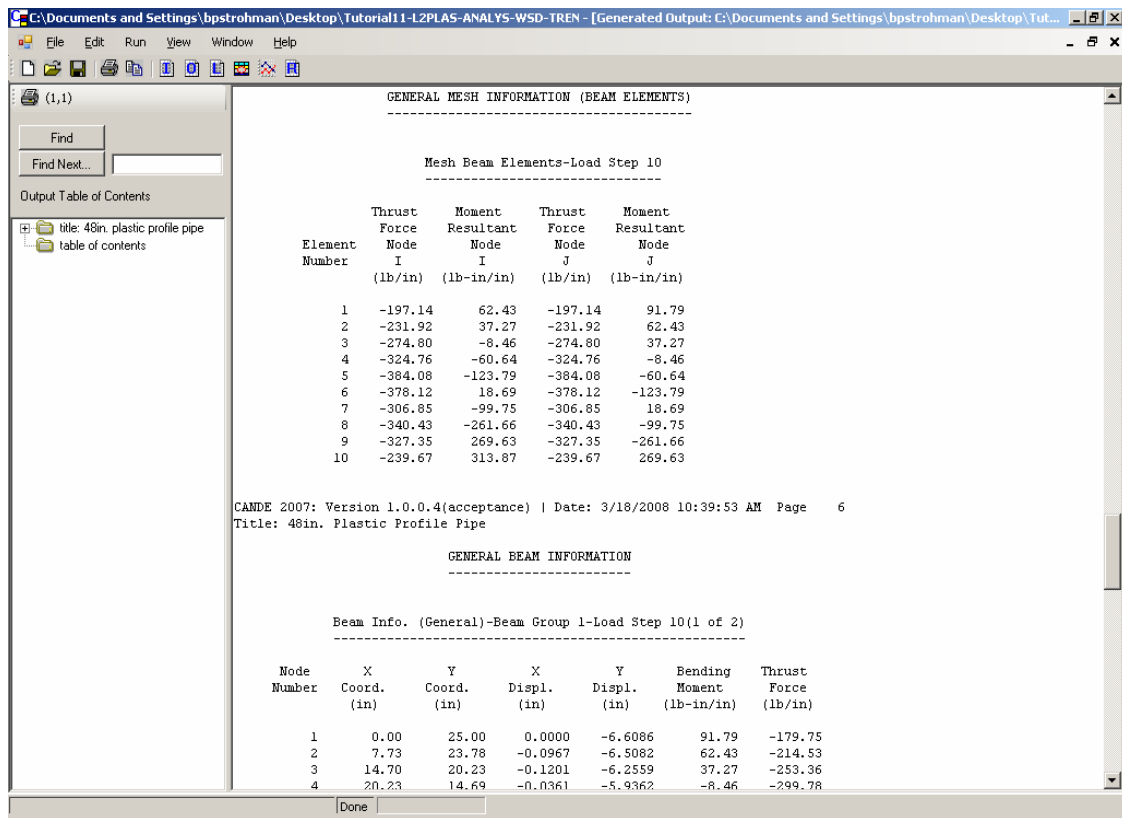 C:\Documents and Settings\bpstrohman\Desktop\Tutorial11-L2PLAS-ANALYS-WSD-TREN - [Generated Output: C:\Documents and Settings\bpstrohman\Desktop\Tut...
File Edit Run View Window Help
(1,1)
Find
Find Next...
Output Table of Contents
title: 48in. plastic profile pipe
table of contents
GENERAL MESH INFORMATION (BEAM ELEMENTS)
----------------------------------------
Mesh Beam Elements-Load Step 10
-------------------------------
Thrust Moment Thrust Moment
Force Resultant Force Resultant
Element Node Node Node Node
Number I I J J
(lb/in) (lb-in/in) (lb/in) (lb-in/in)
1 -197.14 62.43 -197.14 91.79
2 -231.92 37.27 -231.92 62.43
3 -274.80 -8.46 -274.80 37.27
4 -324.76 -60.64 -324.76 -8.46
5 -384.08 -123.79 -384.08 -60.64
6 -378.12 18.69 -378.12 -123.79
7 -306.85 -99.75 -306.85 18.69
8 -340.43 -261.66 -340.43 -99.75
9 -327.35 269.63 -327.35 -261.66
10 -239.67 313.87 -239.67 269.63
CANDE 2007: Version 1.0.0.4(acceptance) | Date: 3/18/2008 10:39:53 AM Page 6
Title: 48in. Plastic Profile Pipe
GENERAL BEAM INFORMATION
------------------------
Beam Info. (General)-Beam Group 1-Load Step 10(1 of 2)
------------------------------------------------------
Node X Y X Y Bending Thrust
Number Coord. Coord. Displ. Displ. Moment Force
(in) (in) (in) (in) (lb-in/in) (lb/in)
1 0.00 25.00 0.0000 -6.6086 91.79 -179.75
2 7.73 23.78 -0.0967 -6.5082 62.43 -214.53
3 14.70 20.23 -0.1201 -6.2559 37.27 -253.36
4 20.23 14.69 -0.0361 -5.9362 -8.46 -299.78
Done